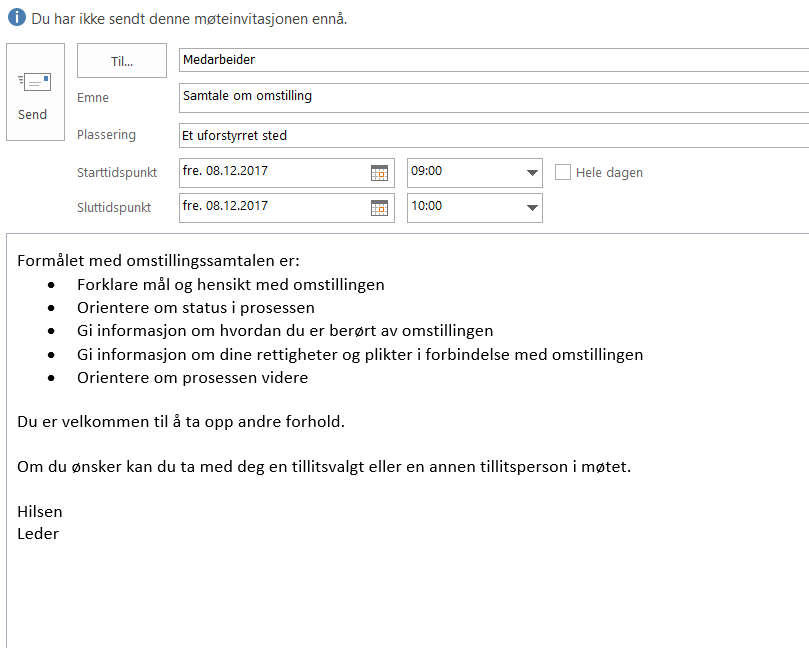 Du har ikke sendt denne møteinvitasjonen ennå.
Send
Til...
Medarbeider
Emne
Samtale om omstilling
Plassering
Et uforstyrret sted
Starttidspunkt
fre. 08.12.2017
09:00
Hele dagen
Sluttidspunkt
fre. 08.12.2017
10:00
Formålet med omstillingssamtalen er:
• Forklare mål og hensikt med omstillingen
• Orientere om status i prosessen
• Gi informasjon om hvordan du er berørt av omstillingen
• Gi informasjon om dine rettigheter og plikter i forbindelse med omstillingen
• Orientere om prosessen videre
Du er velkommen til å ta opp andre forhold.
Om du ønsker kan du ta med deg en tillitsvalgt eller en annen tillitsperson i møtet.
Hilsen
Leder